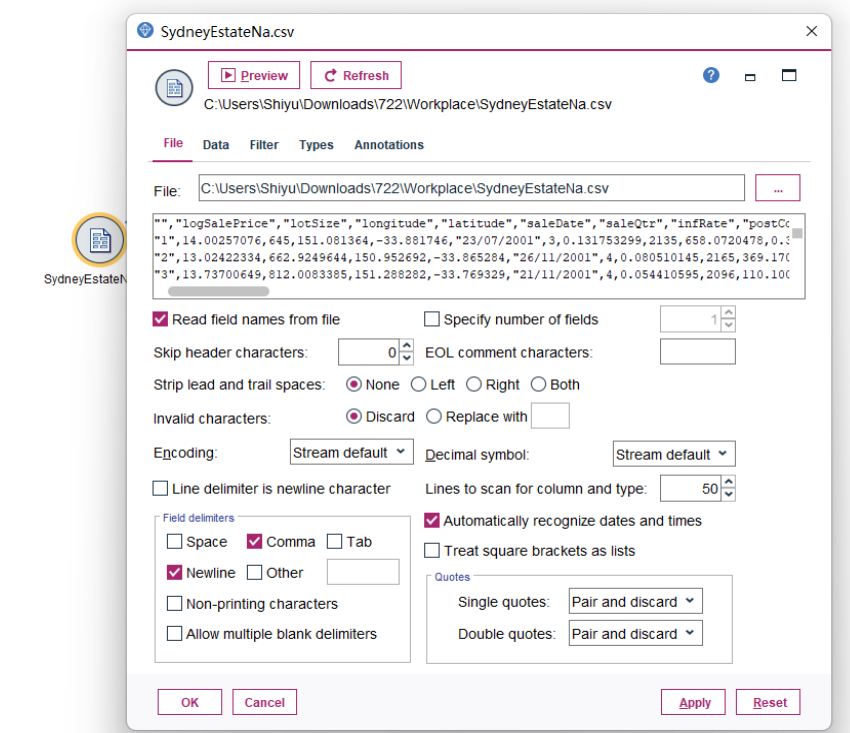 SydneyEstateNa.csv
Preview Refresh ?
C:\Users\Shiyu\Downloads\722\Workplace\SydneyEstateNa.csv
File Data Filter Types Annotations
File: C:\Users\Shiyu\Downloads\722\Workplace\SydneyEstateNa.csv ...
"","logSalePrice","lotSize","longitude","latitude","saleDate","saleQtr","infRate","postCo
"1",14.00257076,645,151.081364,-33.881746,"23/07/2001",3,0.131753299,2135,658.0720478,0.3
"2",13.02422334,662.9249644,150.952692,-33.865284,"26/11/2001",4,0.080510145,2165,369.170
"3",13.73700649,812.0083385,151.288282,-33.769329,"21/11/2001",4,0.054410595,2096,110.100
SydneyEstateN
Read field names from file Specify number of fields 1
Skip header characters: 0 EOL comment characters:
Strip lead and trail spaces: None Left Right Both
Invalid characters: Discard Replace with
Encoding: Stream default Decimal symbol: Stream default
Line delimiter is newline character Lines to scan for column and type: 50
Field delimiters Automatically recognize dates and times
Space Comma Tab Treat square brackets as lists
Newline Other Quotes
Non-printing characters Single quotes: Pair and discard
Allow multiple blank delimiters Double quotes: Pair and discard
OK Cancel Apply Reset